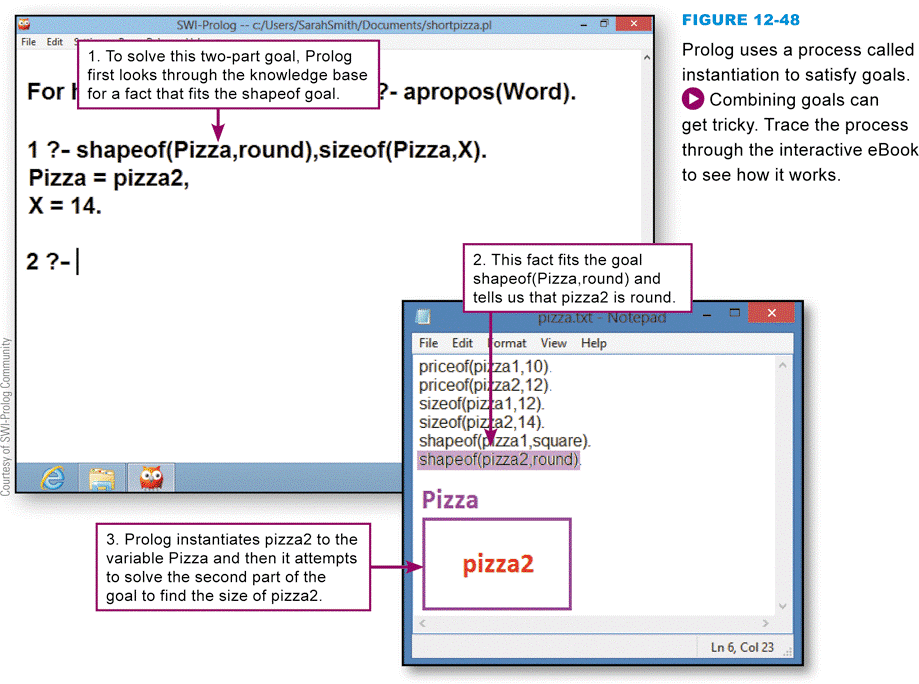 SWI-Prolog -- c:/Users/SarahSmith/Documents/shortpizza.pl
File Edit
1. To solve this two-part goal, Prolog
first looks through the knowledge base
for a fact that fits the shapeof goal.
For ?- apropos(Word).
1 ?- shapeof(Pizza,round),sizeof(Pizza,X).
Pizza = pizza2,
X = 14.
2 ?-
2. This fact fits the goal
shapeof(Pizza,round) and
tells us that pizza2 is round.
pizza.txt - Notepad
File Edit Format View Help
priceof(pizza1,10).
priceof(pizza2,12).
sizeof(pizza1,12).
sizeof(pizza2,14).
shapeof(pizza1,square).
shapeof(pizza2,round).
Pizza
pizza2
Ln 6, Col 23
3. Prolog instantiates pizza2 to the
variable Pizza and then it attempts
to solve the second part of the
goal to find the size of pizza2.
Courtesy of SWI-Prolog Community
FIGURE 12-48
Prolog uses a process called
instantiation to satisfy goals.
Combining goals can
get tricky. Trace the process
through the interactive eBook
to see how it works.